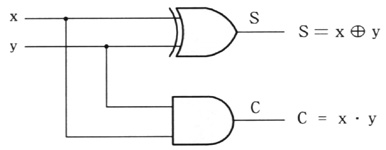 x
S
S = x ⊕ y
y
C
C = x · y